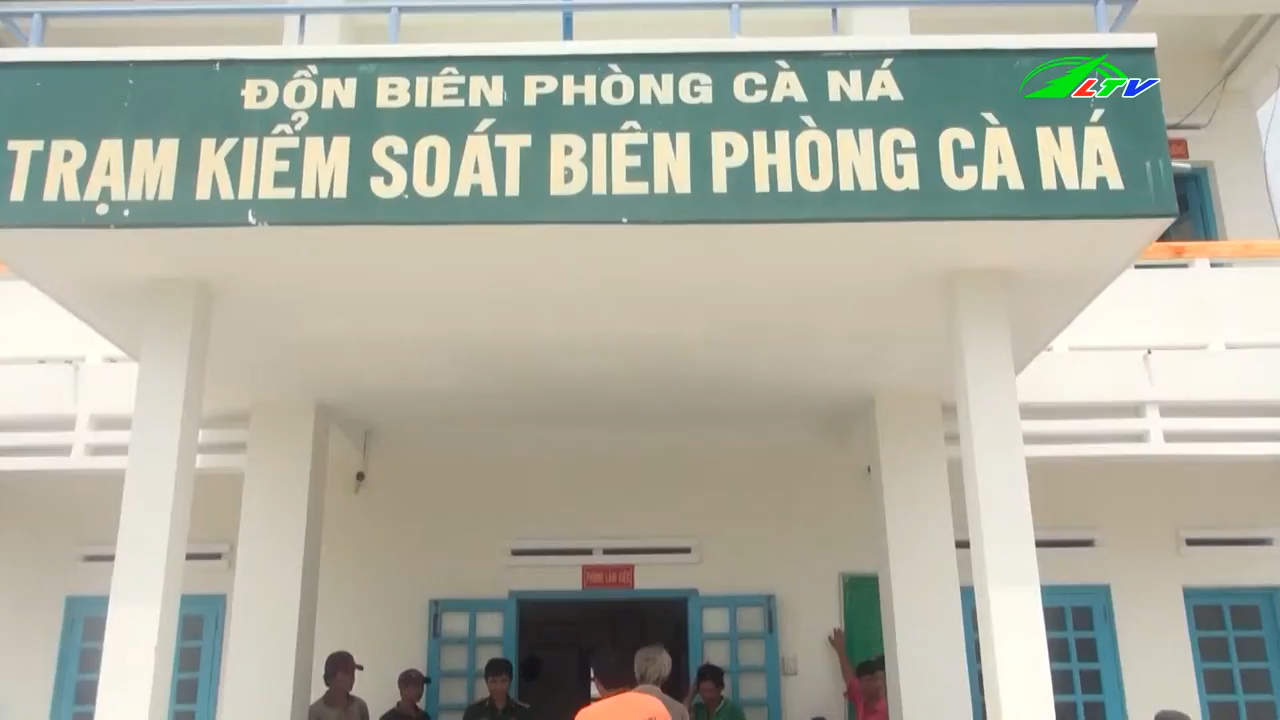 ĐỒN BIÊN PHÒNG CÀ NÁ
LTV
TRẠM KIỂM SOÁT BIÊN PHÒNG CÀ NÁ
PHÒNG LÀM VIỆC